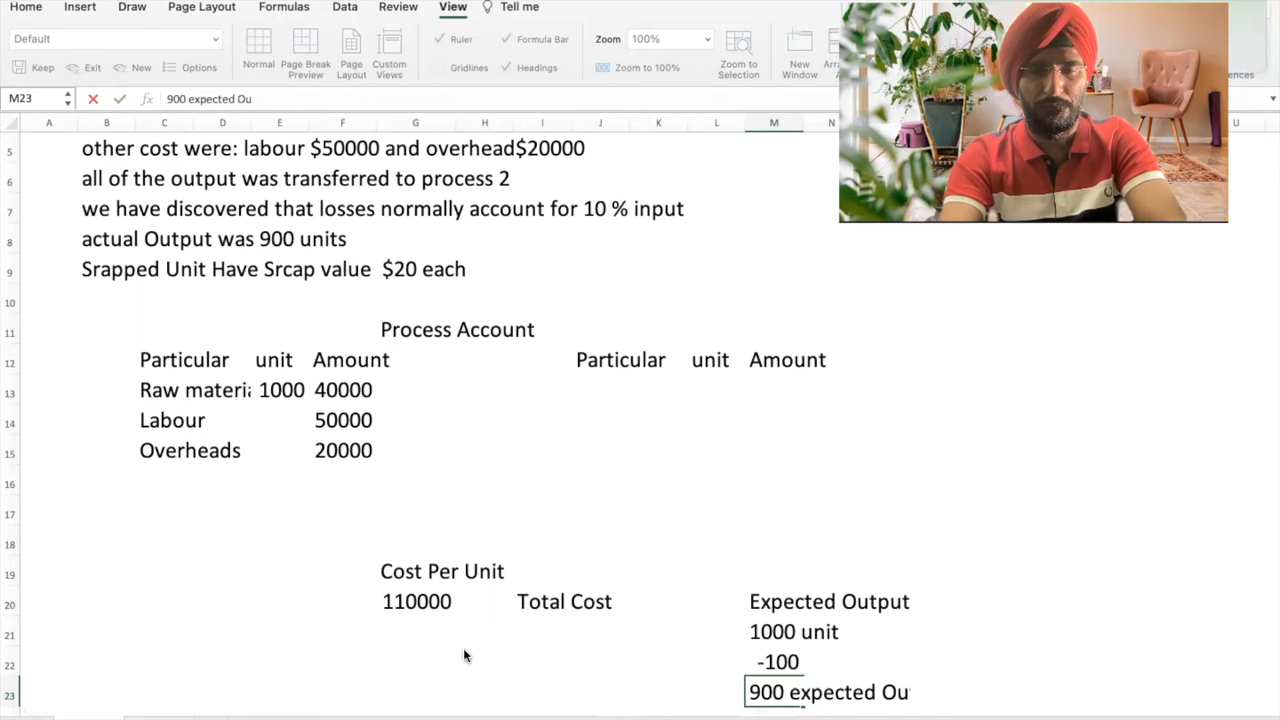 Home Insert Draw Page Layout Formulas Data Review View Tell me
Default Ruler Formula Bar Zoom 100%
Keep Exit New Options Normal Page Break Preview Page Layout Custom Views Gridlines Headings Zoom to 100% Zoom to Selection New Window
M23 fx 900 expected Ou
A B C D E F G H I J K L M N U
5 other cost were: labour $50000 and overhead$20000
6 all of the output was transferred to process 2
7 we have discovered that losses normally account for 10 % input
8 actual Output was 900 units
9 Srapped Unit Have Srcap value $20 each
10
11 Process Account
12 Particular unit Amount Particular unit Amount
13 Raw materia 1000 40000
14 Labour 50000
15 Overheads 20000
16
17
18
19 Cost Per Unit
20 110000 Total Cost Expected Output
21 1000 unit
22 -100
23 900 expected Ou